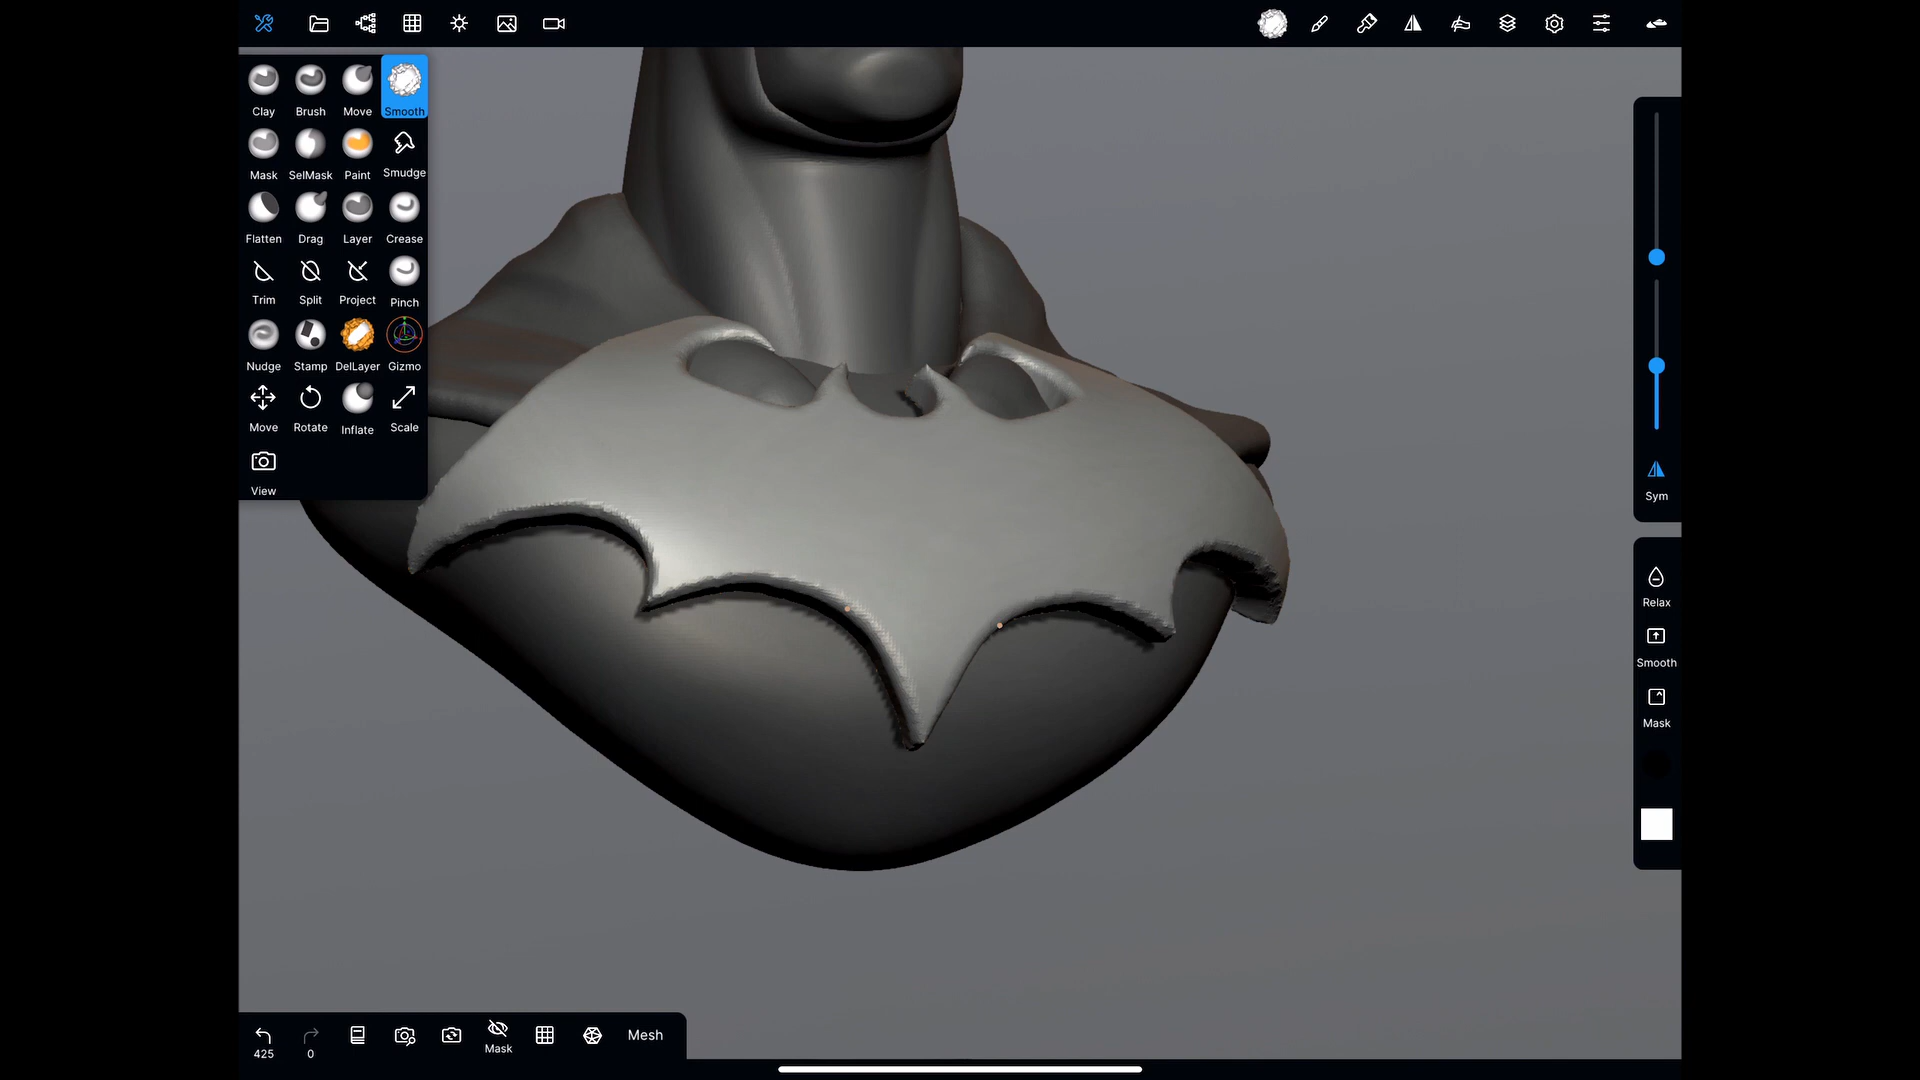 Clay Brush Move Smooth
Mask SelMask Paint Smudge
Flatten Drag Layer Crease
Trim Split Project Pinch
Nudge Stamp DelLayer Gizmo
Move Rotate Inflate Scale
View
Sym
Relax
Smooth
Mask
425 0 Mask Mesh